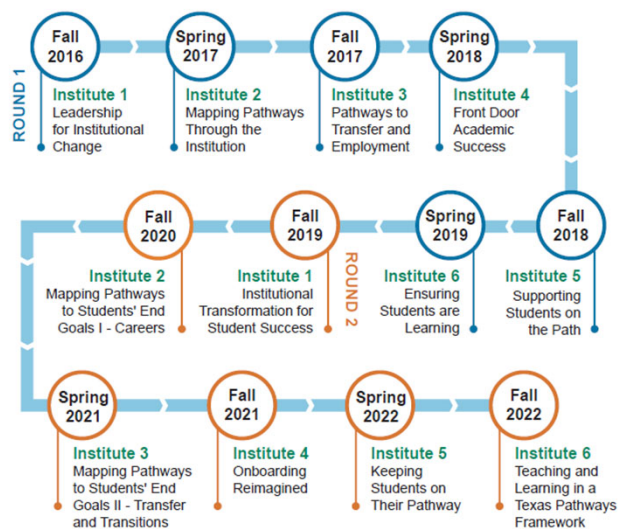 ROUND 1
Fall
2016
Institute 1
Leadership
for Institutional
Change
Spring
2017
Institute 2
Mapping Pathways
Through the
Institution
Fall
2017
Institute 3
Pathways to
Transfer and
Employment
Spring
2018
Institute 4
Front Door
Academic
Success
Fall
2018
Institute 5
Supporting
Students on
the Path
Spring
2019
Institute 6
Ensuring
Students are
Learning
ROUND 2
Fall
2019
Institute 1
Institutional
Transformation for
Student Success
Fall
2020
Institute 2
Mapping Pathways
to Students' End
Goals I - Careers
Spring
2021
Institute 3
Mapping Pathways
to Students' End
Goals II - Transfer
and Transitions
Fall
2021
Institute 4
Onboarding
Reimagined
Spring
2022
Institute 5
Keeping
Students on
Their Pathway
Fall
2022
Institute 6
Teaching and
Learning in a
Texas Pathways
Framework